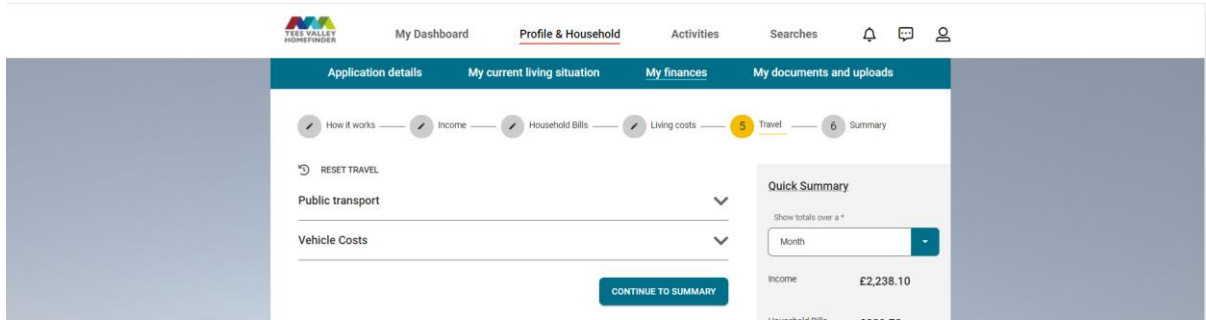 TEES VALLEY
HOMEFINDER
My Dashboard
Profile & Household
Activities
Searches
Application details
My current living situation
My finances
My documents and uploads
How it works
Income
Household Bills
Living costs
5 Travel
6 Summary
RESET TRAVEL
Public transport
Vehicle Costs
CONTINUE TO SUMMARY
Quick Summary
Show totals over a *
Month
Income £2,238.10
Household Bills